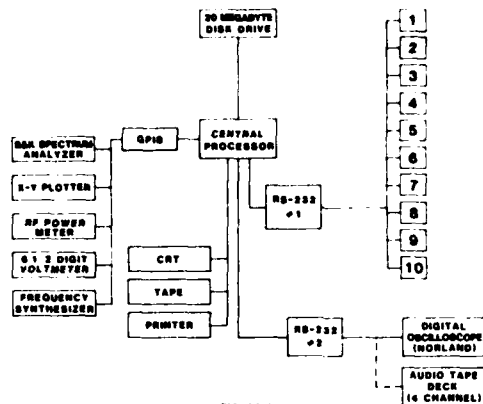 20 MEGABYTE
DISK DRIVE
CENTRAL
PROCESSOR
GPIB
SPECTRUM
ANALYZER
X-Y PLOTTER
RF POWER
METER
6 1 2 DIGIT
VOLTMETER
FREQUENCY
SYNTHESIZER
CRT
TAPE
PRINTER
RS-232
#1
1
2
3
4
5
6
7
8
9
10
RS-232
#2
DIGITAL
OSCILLOSCOPE
(NORLAND)
AUDIO TAPE
DECK
(4 CHANNEL)